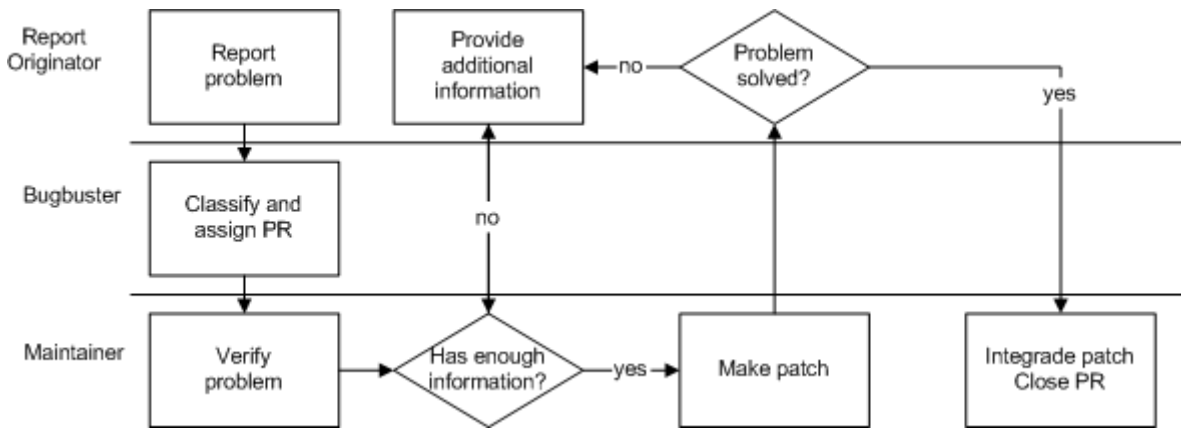 Report
Originator
Report
problem
Provide
additional
information
no
Problem
solved?
yes
Bugbuster
Classify and
assign PR
no
Maintainer
Verify
problem
Has enough
information?
yes
Make patch
Integrade patch
Close PR